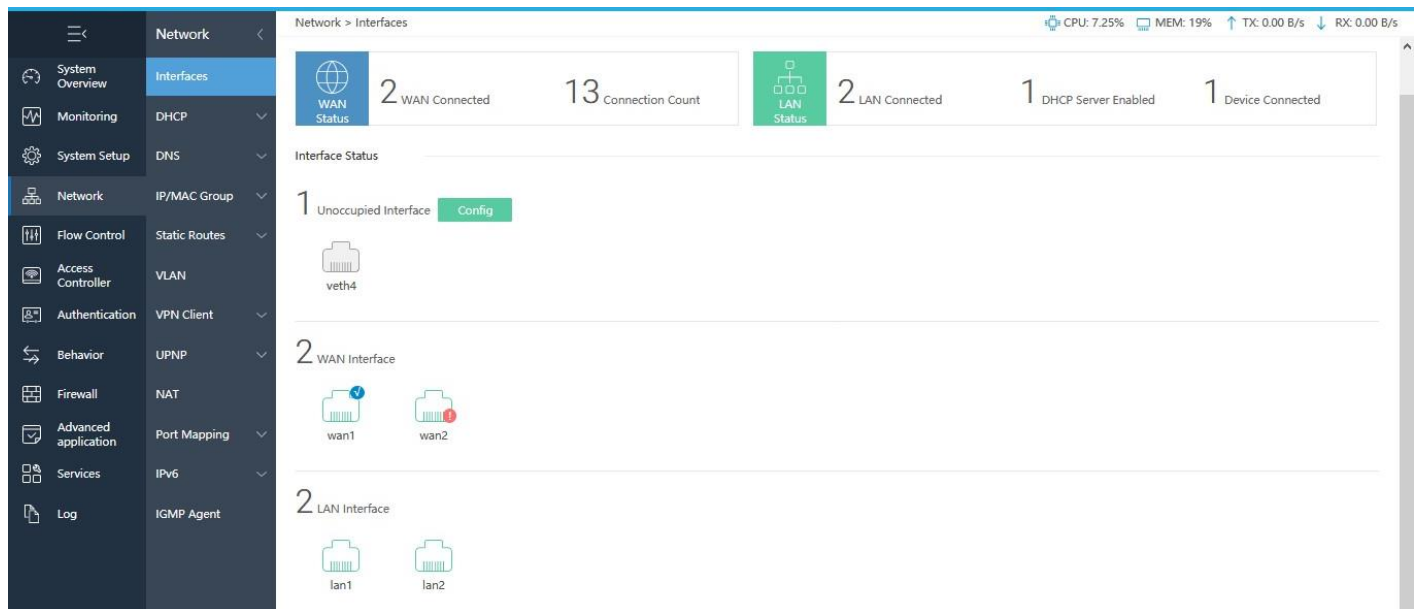 Network > Interfaces
CPU: 7.25% MEM: 19% ↑ TX: 0.00 B/s ↓ RX: 0.00 B/s
System
Overview
Monitoring
System Setup
Network
Flow Control
Access
Controller
Authentication
Behavior
Firewall
Advanced
application
Services
Log
Network
Interfaces
DHCP
DNS
IP/MAC Group
Static Routes
VLAN
VPN Client
UPNP
NAT
Port Mapping
IPv6
IGMP Agent
WAN
Status
2 WAN Connected
13 Connection Count
LAN
Status
2 LAN Connected
1 DHCP Server Enabled
1 Device Connected
Interface Status
1 Unoccupied Interface Config
veth4
2 WAN Interface
wan1 wan2
2 LAN Interface
lan1 lan2